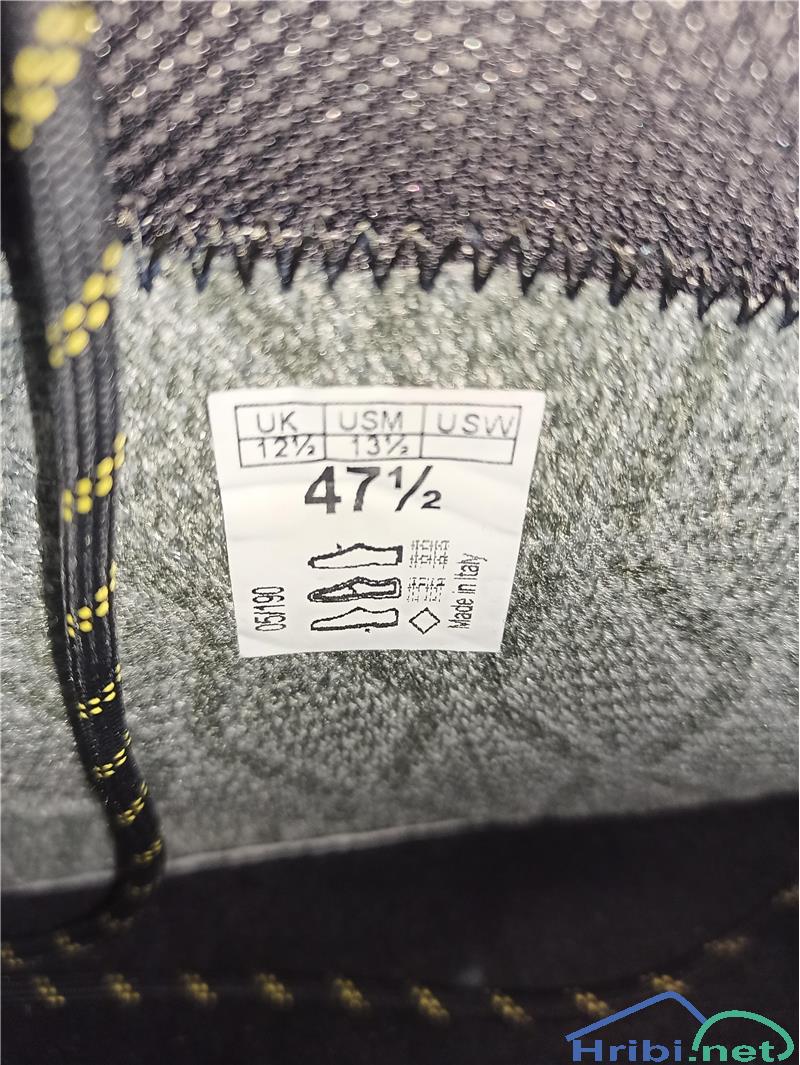 UK USM USW
12½ 13½
47½
05/190
Made in Italy
Hribi.net